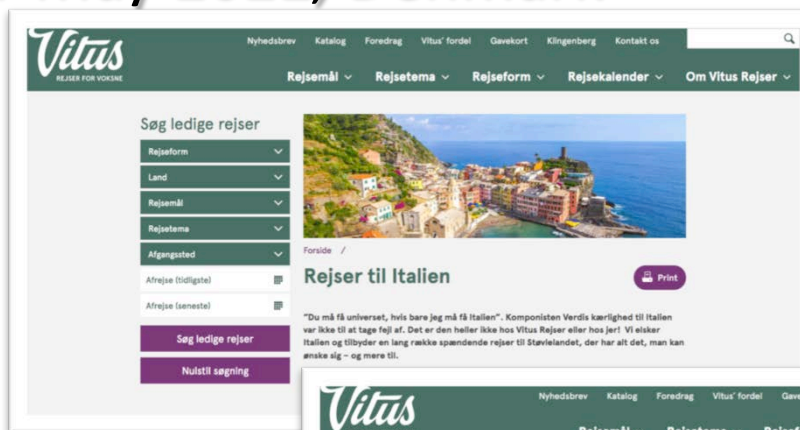 Vitus
REJSER FOR VOKSNE
Nyhedsbrev Katalog Foredrag Vitus' fordel Gavekort Klingenberg Kontakt os
Rejsemål Rejsetema Rejseform Rejsekalender Om Vitus Rejser
Søg ledige rejser
Rejseform
Land
Rejsemål
Rejsetema
Afgangssted
Afrejse (tidligste)
Afrejse (seneste)
Søg ledige rejser
Nulstil søgning
Forside /
Rejser til Italien
Print
"Du må få universet, hvis bare jeg må få Italien". Komponisten Verdis kærlighed til Italien
var ikke til at tage fejl af. Det er den heller ikke hos Vitus Rejser eller hos jer! Vi elsker
Italien og tilbyder en lang række spændende rejser til Støvlelandet, der har alt det, man kan
ønske sig – og mere til.
Vitus
Nyhedsbrev Katalog Foredrag Vitus' fordel